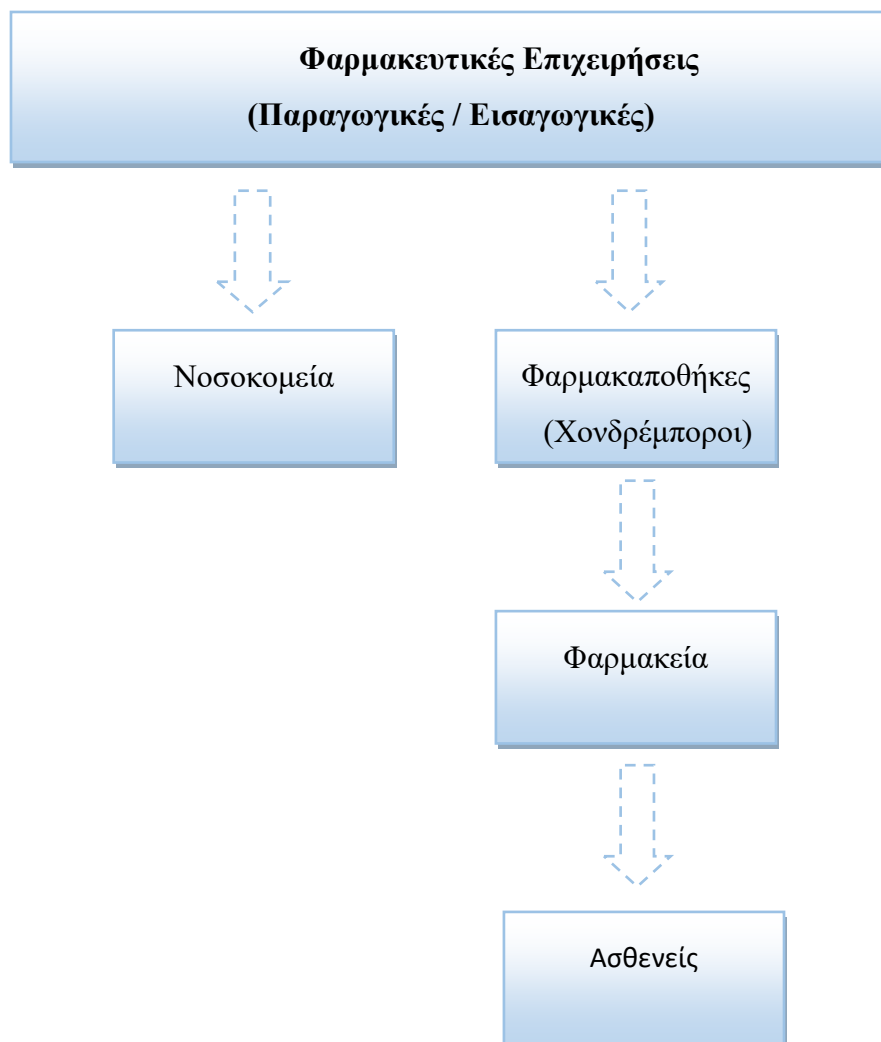 Φαρμακευτικές Επιχειρήσεις
(Παραγωγικές / Εισαγωγικές)
Νοσοκομεία
Φαρμακαποθήκες
(Χονδρέμποροι)
Φαρμακεία
Ασθενείς